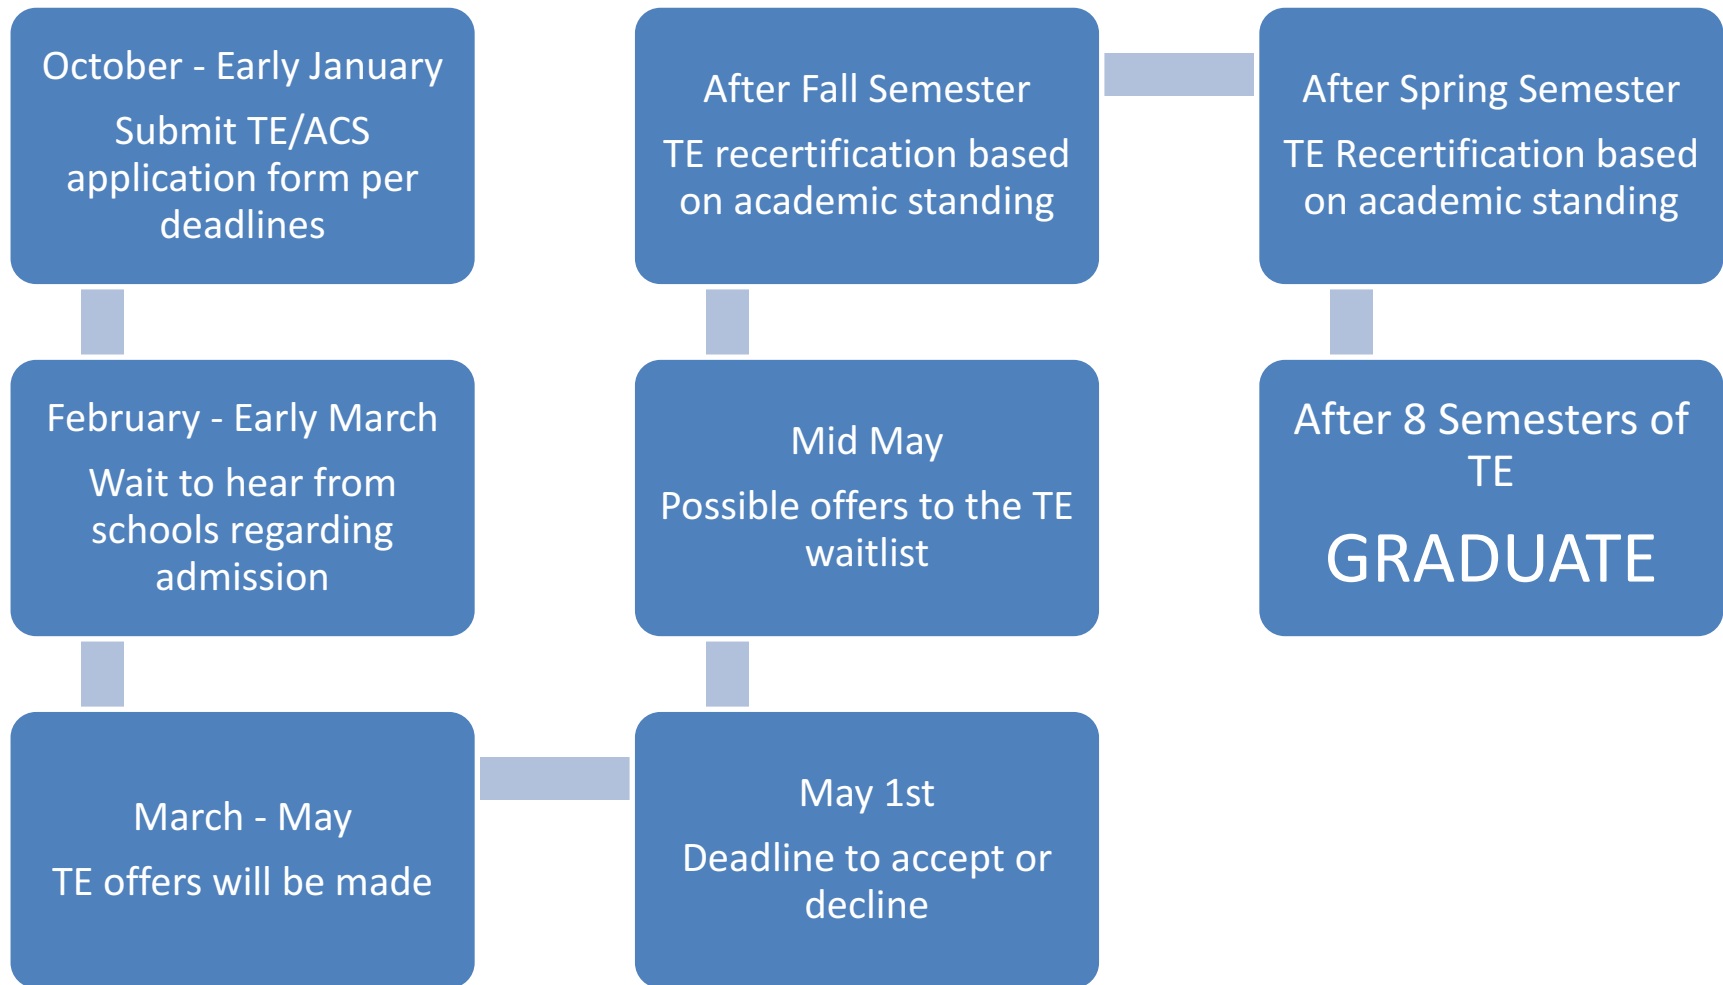 October - Early January
Submit TE/ACS
application form per
deadlines
February - Early March
Wait to hear from
schools regarding
admission
March - May
TE offers will be made
May 1st
Deadline to accept or
decline
Mid May
Possible offers to the TE
waitlist
After Fall Semester
TE recertification based
on academic standing
After Spring Semester
TE Recertification based
on academic standing
After 8 Semesters of
TE
GRADUATE